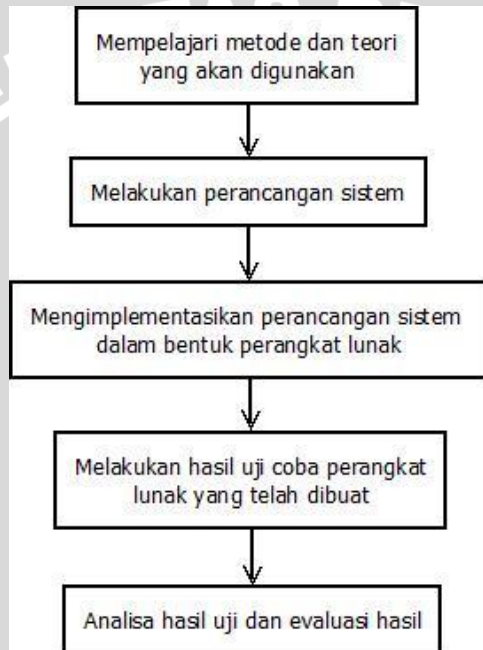 Mempelajari metode dan teori
yang akan digunakan
Melakukan perancangan sistem
Mengimplementasikan perancangan sistem
dalam bentuk perangkat lunak
Melakukan hasil uji coba perangkat
lunak yang telah dibuat
Analisa hasil uji dan evaluasi hasil